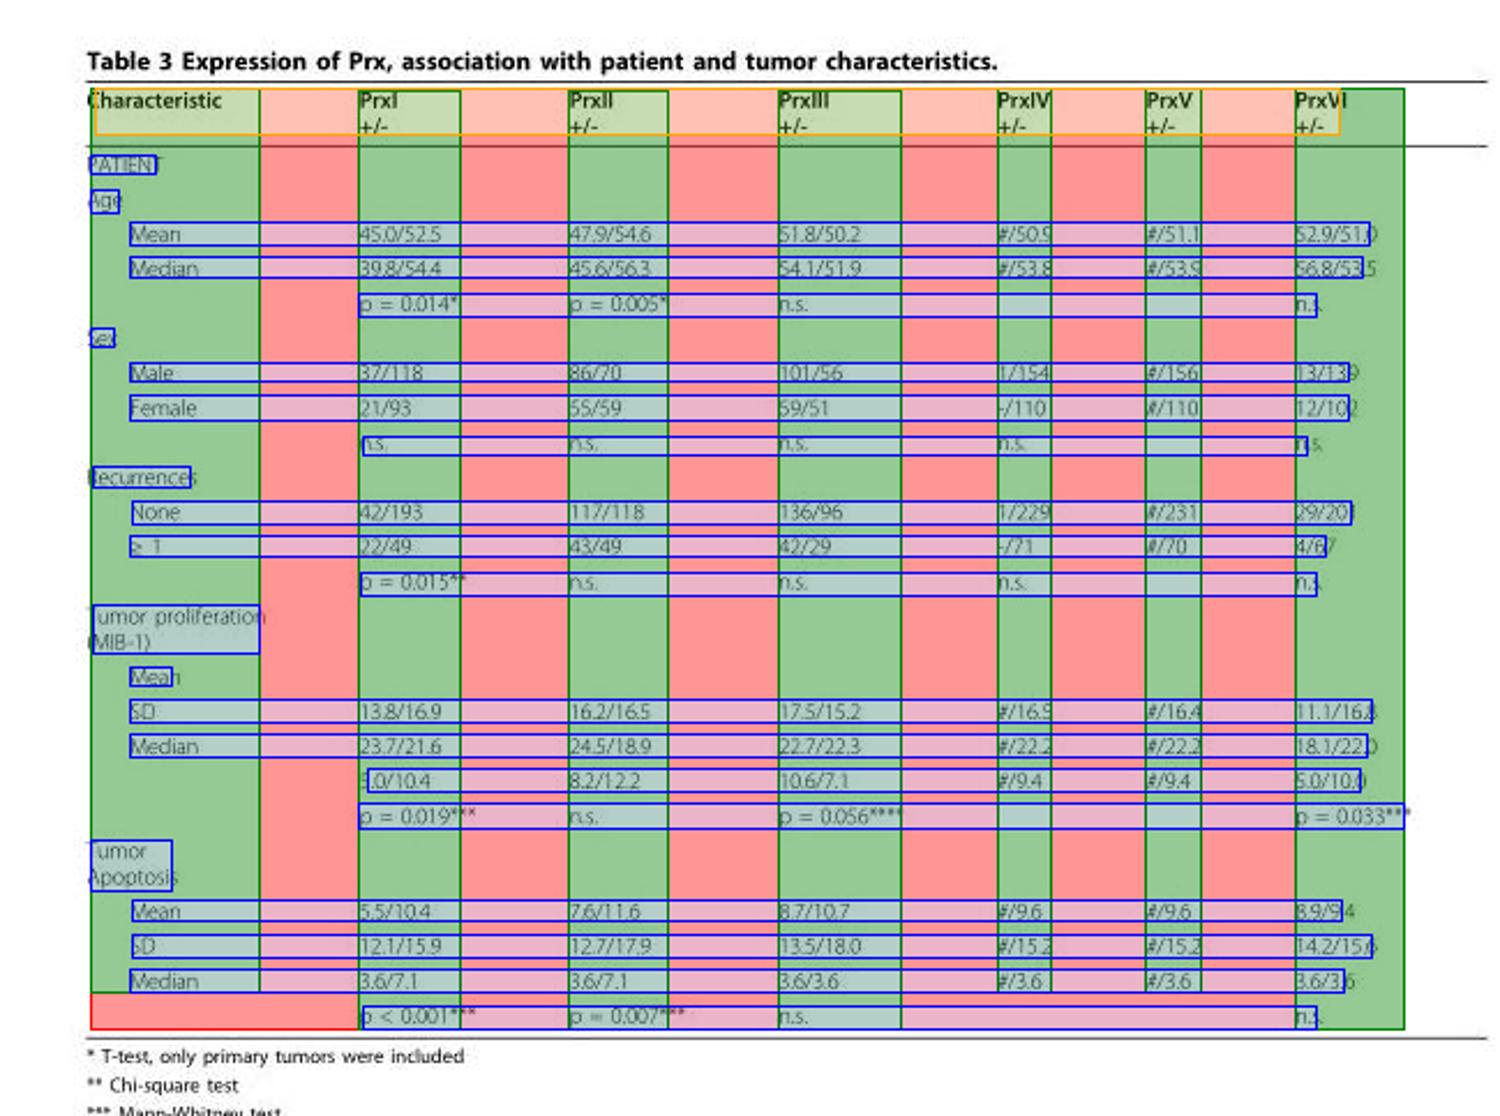 Table 3 Expression of Prx, association with patient and tumor characteristics.
Characteristic PrxI PrxII PrxIII PrxIV PrxV PrxVI
+/- +/- +/- +/- +/- +/-
PATIENT
Age
Mean 45.0/52.5 47.9/54.6 51.8/50.2 #/50.9 #/51.1 52.9/51.0
Median 39.8/54.4 45.6/56.3 54.1/51.9 #/53.8 #/53.9 56.8/53.5
p = 0.014* p = 0.005* n.s. n.s.
Sex
Male 37/118 86/70 101/56 1/154 #/156 13/139
Female 21/93 55/59 59/51 -/110 #/110 12/102
n.s. n.s. n.s. n.s. n.s.
Recurrences
None 42/193 117/118 136/96 1/229 #/231 29/201
≥ 1 22/49 43/49 42/29 -/71 #/70 4/67
p = 0.015** n.s. n.s. n.s. n.s.
Tumor proliferation
(MIB-1)
Mean
SD 13.8/16.9 16.2/16.5 17.5/15.2 #/16.5 #/16.4 11.1/16.8
Median 23.7/21.6 24.5/18.9 22.7/22.3 #/22.2 #/22.2 18.1/22.0
5.0/10.4 8.2/12.2 10.6/7.1 #/9.4 #/9.4 5.0/10.0
p = 0.019*** n.s. p = 0.056**** p = 0.033***
Tumor
Apoptosis
Mean 5.5/10.4 7.6/11.6 8.7/10.7 #/9.6 #/9.6 8.9/9.4
SD 12.1/15.9 12.7/17.9 13.5/18.0 #/15.2 #/15.2 14.2/15.6
Median 3.6/7.1 3.6/7.1 3.6/3.6 #/3.6 #/3.6 3.6/3.6
p < 0.001*** p = 0.007*** n.s. n.s.
* T-test, only primary tumors were included
** Chi-square test
*** Mann-Whitney test